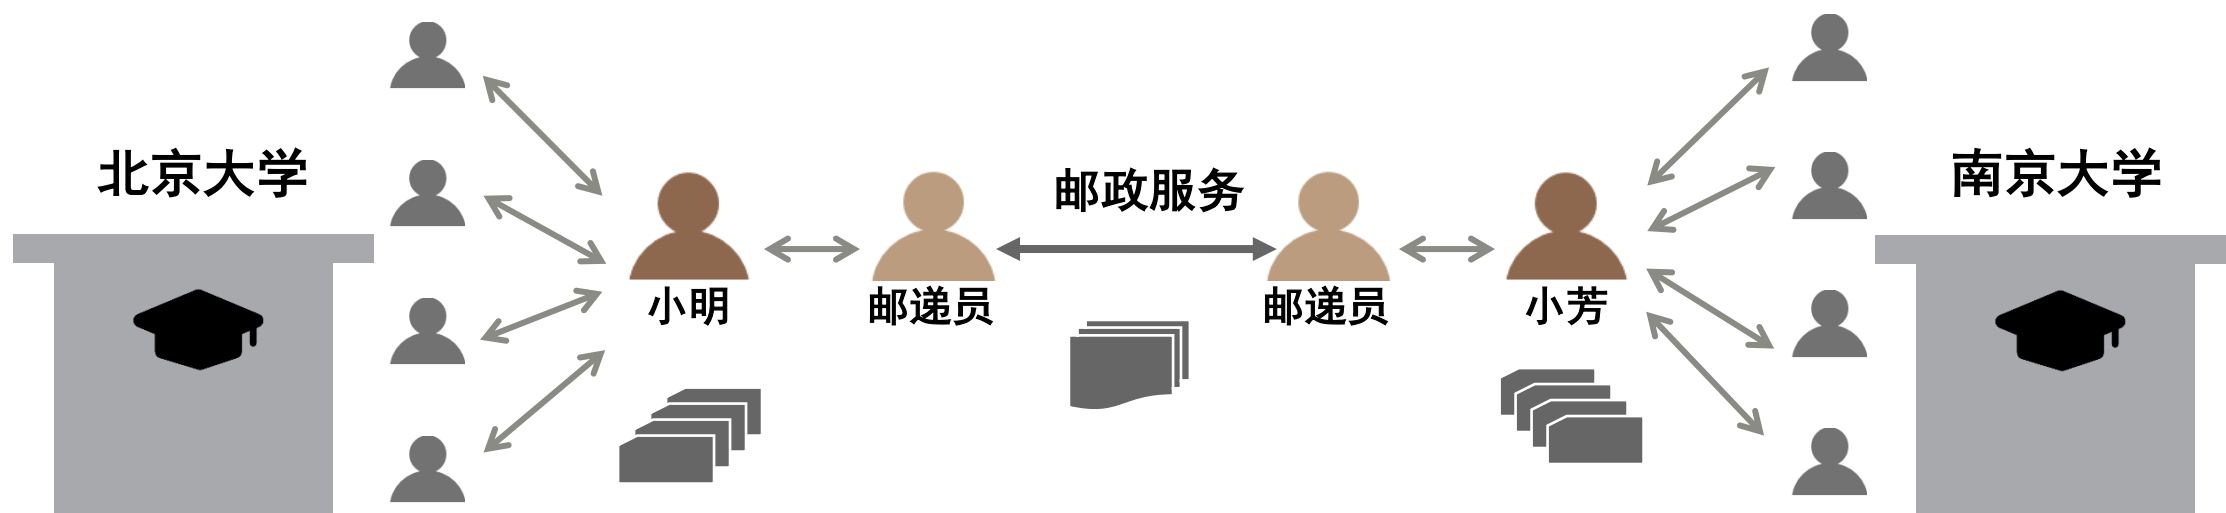 北京大学
小明
邮递员
邮政服务
邮递员
小芳
南京大学